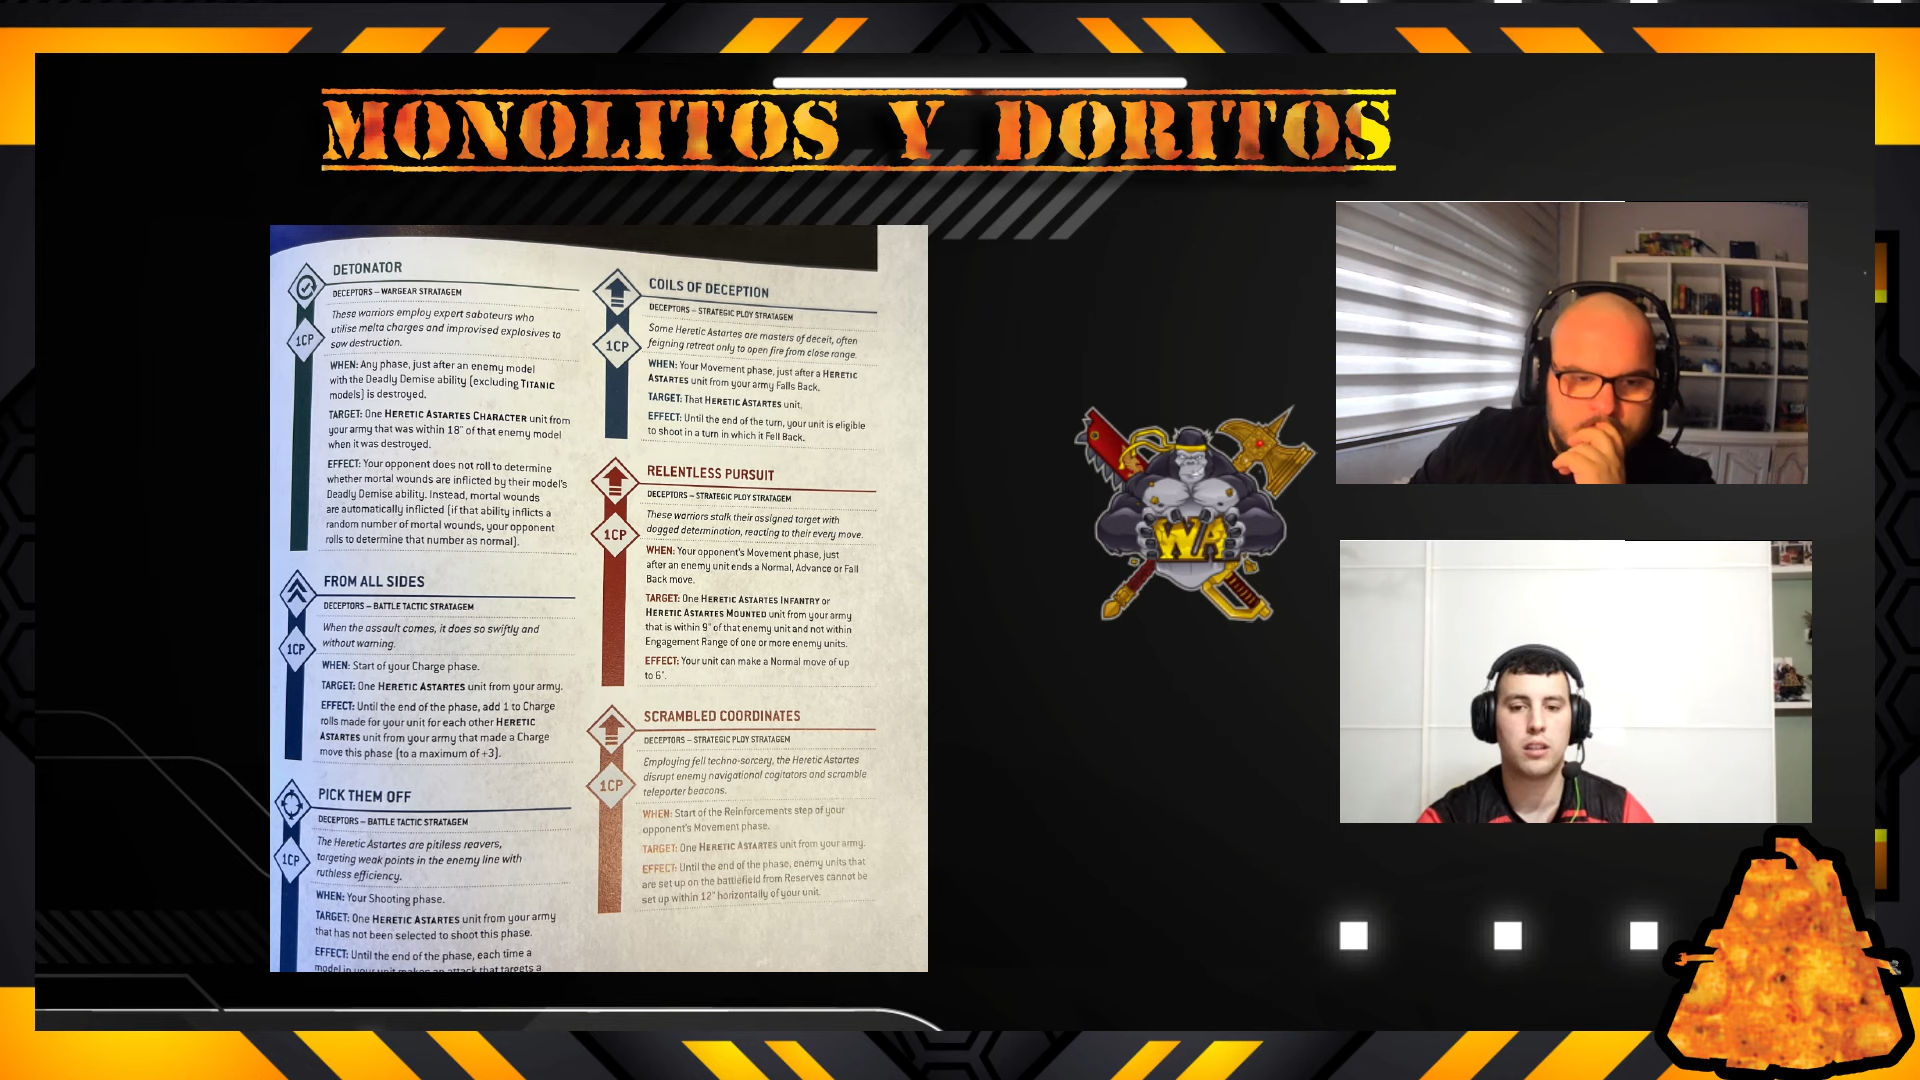 MONOLITOS Y DORITOS
DETONATOR
DECEPTORS – WARGEAR STRATAGEM
These warriors employ expert saboteurs who
utilise melta charges and improvised explosives to
sow destruction.
1CP
WHEN: Any phase, just after an enemy model
with the Deadly Demise ability (excluding TITANIC
models) is destroyed.
TARGET: One HERETIC ASTARTES CHARACTER unit from
your army that was within 18" of that enemy model
when it was destroyed.
EFFECT: Your opponent does not roll to determine
whether mortal wounds are inflicted by their model's
Deadly Demise ability. Instead, mortal wounds
are automatically inflicted (if that ability inflicts a
random number of mortal wounds, your opponent
rolls to determine that number as normal).
FROM ALL SIDES
DECEPTORS – BATTLE TACTIC STRATAGEM
When the assault comes, it does so swiftly and
without warning.
1CP
WHEN: Start of your Charge phase.
TARGET: One HERETIC ASTARTES unit from your army.
EFFECT: Until the end of the phase, add 1 to Charge
rolls made for your unit for each other HERETIC
ASTARTES unit from your army that made a Charge
move this phase (to a maximum of +3).
PICK THEM OFF
DECEPTORS – BATTLE TACTIC STRATAGEM
The Heretic Astartes are pitiless reavers,
targeting weak points in the enemy line with
ruthless efficiency.
1CP
WHEN: Your Shooting phase.
TARGET: One HERETIC ASTARTES unit from your army
that has not been selected to shoot this phase.
EFFECT: Until the end of the phase, each time a
model in your unit makes an attack that targets a
COILS OF DECEPTION
DECEPTORS – STRATEGIC PLOY STRATAGEM
Some Heretic Astartes are masters of deceit, often
feigning retreat only to open fire from close range.
1CP
WHEN: Your Movement phase, just after a HERETIC
ASTARTES unit from your army Falls Back.
TARGET: That HERETIC ASTARTES unit.
EFFECT: Until the end of the turn, your unit is eligible
to shoot in a turn in which it Fell Back.
RELENTLESS PURSUIT
DECEPTORS – STRATEGIC PLOY STRATAGEM
These warriors stalk their assigned target with
dogged determination, reacting to their every move.
1CP
WHEN: Your opponent's Movement phase, just
after an enemy unit ends a Normal, Advance or Fall
Back move.
TARGET: One HERETIC ASTARTES INFANTRY or
HERETIC ASTARTES MOUNTED unit from your army
that is within 9" of that enemy unit and not within
Engagement Range of one or more enemy units.
EFFECT: Your unit can make a Normal move of up
to 6".
SCRAMBLED COORDINATES
DECEPTORS – STRATEGIC PLOY STRATAGEM
Employing fell techno-sorcery, the Heretic Astartes
disrupt enemy navigational cogitators and scramble
teleporter beacons.
1CP
WHEN: Start of the Reinforcements step of your
opponent's Movement phase.
TARGET: One HERETIC ASTARTES unit from your army.
EFFECT: Until the end of the phase, enemy units that
are set up on the battlefield from Reserves cannot be
set up within 12" horizontally of your unit.
WK